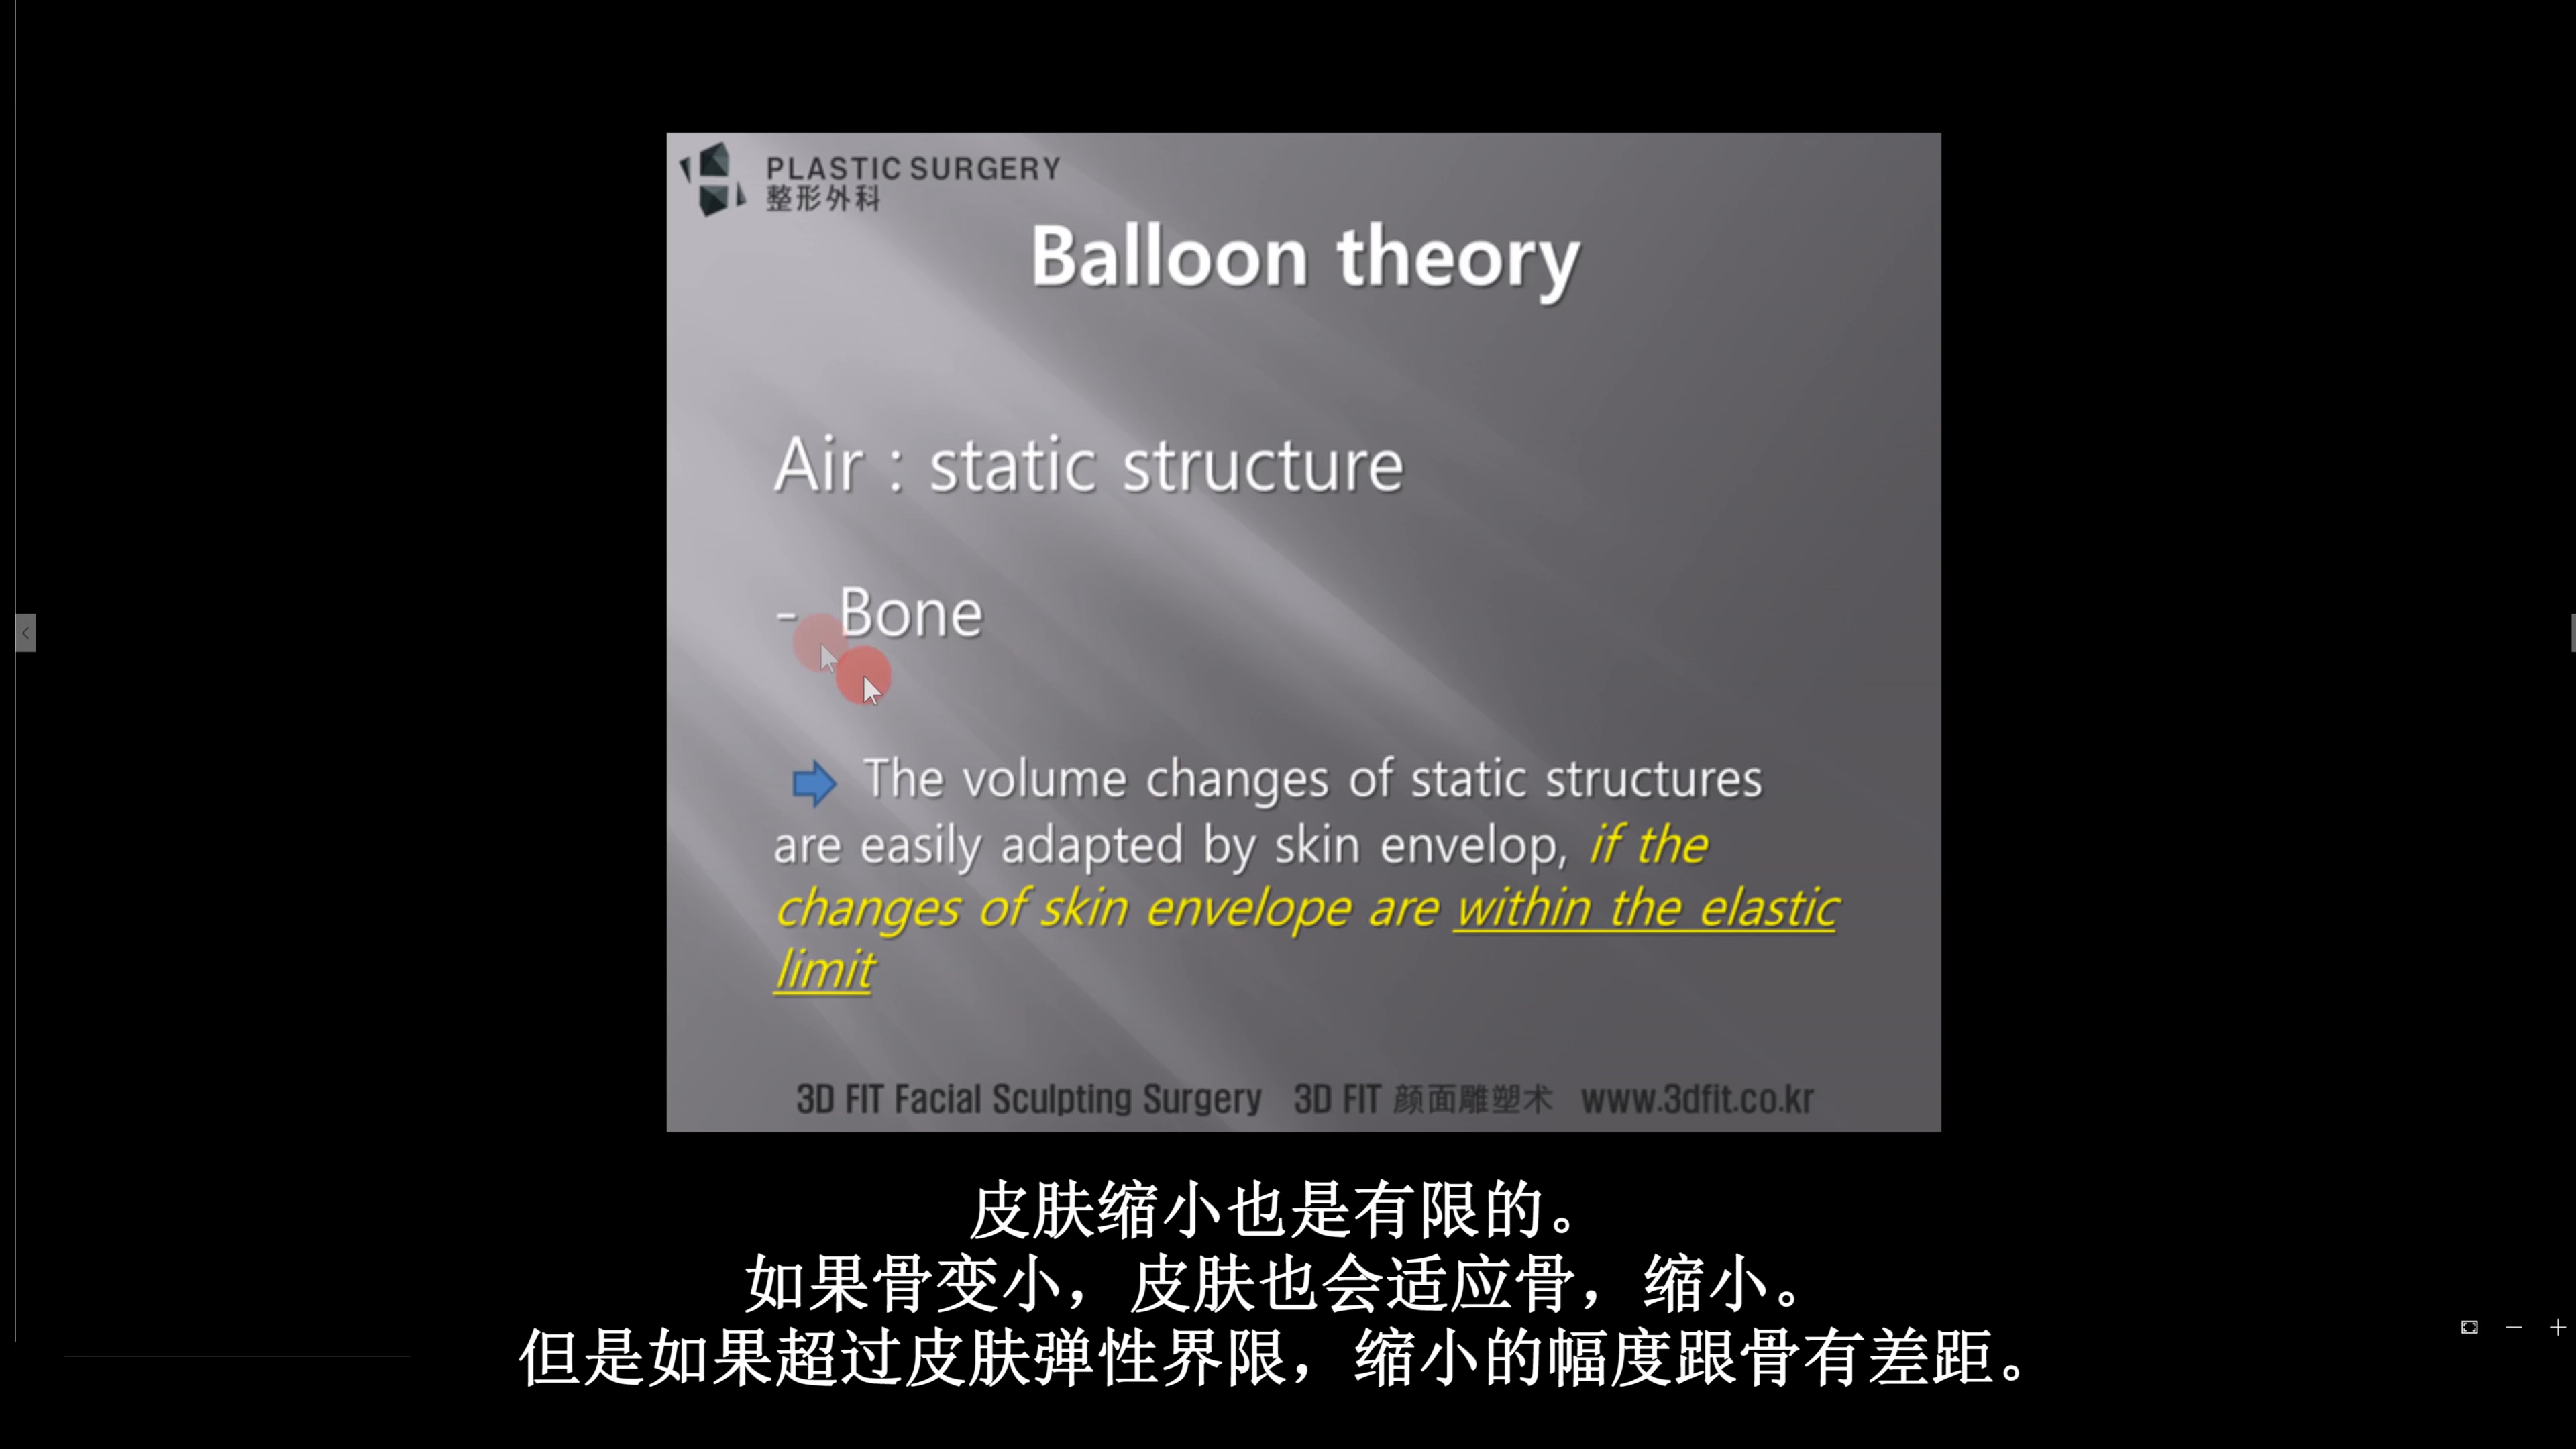 PLASTIC SURGERY
整形外科
Balloon theory
Air : static structure
- Bone
The volume changes of static structures
are easily adapted by skin envelop, if the
changes of skin envelope are within the elastic
limit
3D FIT Facial Sculpting Surgery 3D FIT 颜面雕塑术 www.3dfit.co.kr
皮肤缩小也是有限的。
如果骨变小，皮肤也会适应骨，缩小。
但是如果超过皮肤弹性界限，缩小的幅度跟骨有差距。